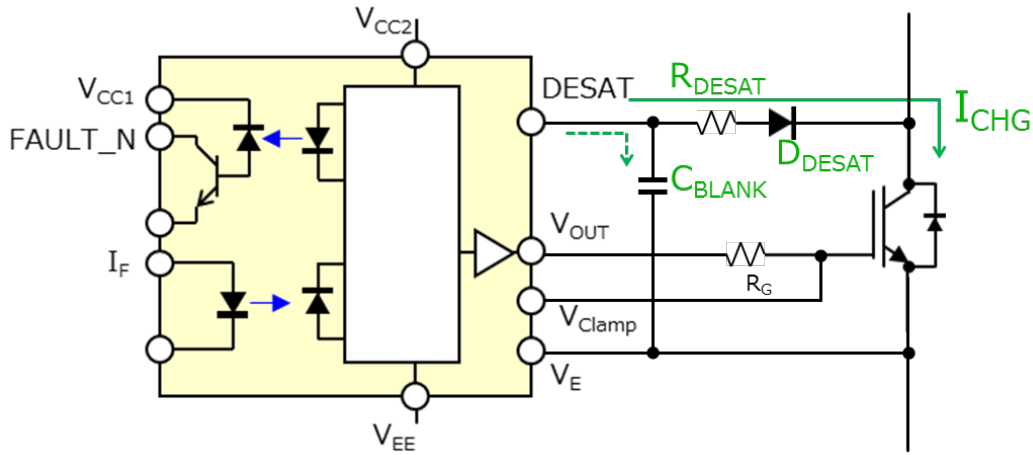 VCC2
VCC1
FAULT_N
IF
VEE
DESAT
RDESAT
ICHG
DDESAT
CBLANK
VOUT
RG
VClamp
VE